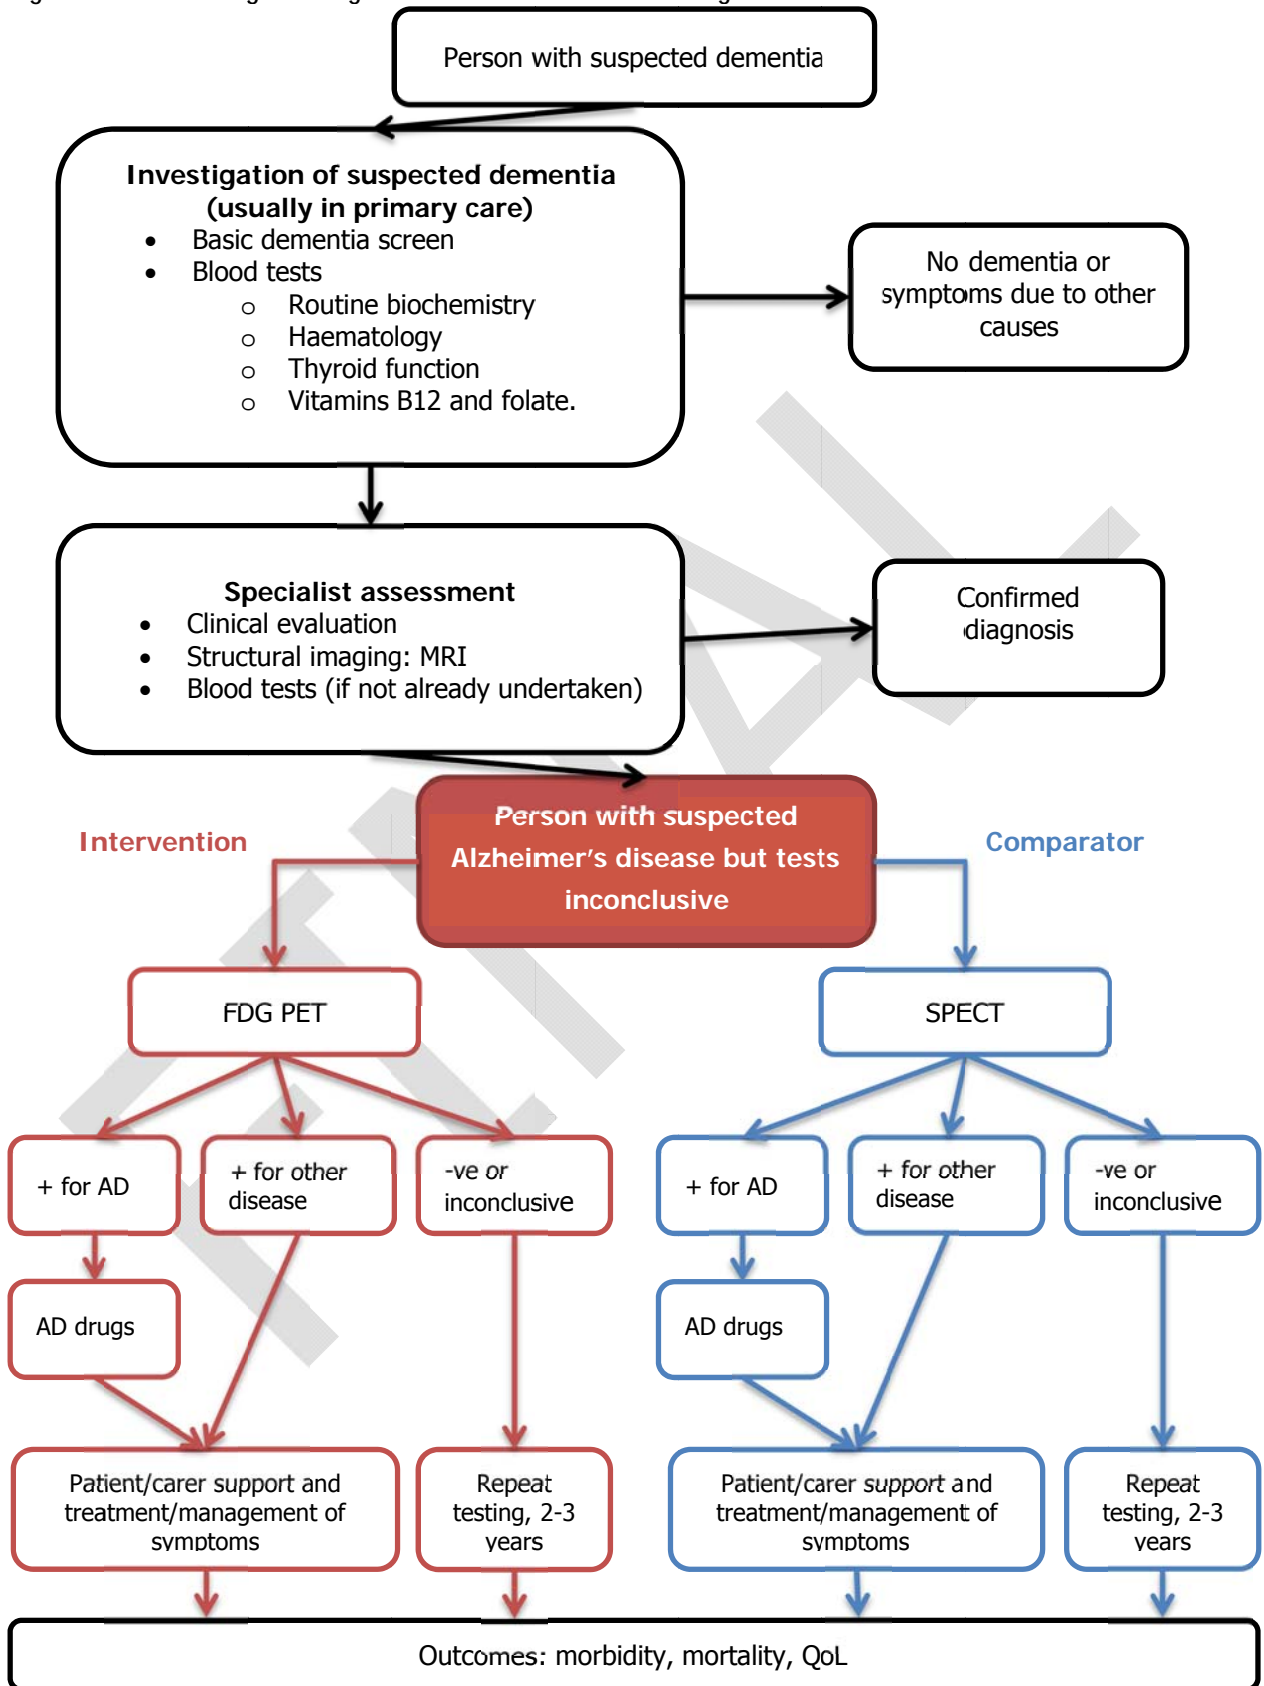 Person with suspected dementia
Investigation of suspected dementia
(usually in primary care)
• Basic dementia screen
• Blood tests
o Routine biochemistry
o Haematology
o Thyroid function
o Vitamins B12 and folate.
No dementia or
symptoms due to other
causes
Specialist assessment
• Clinical evaluation
• Structural imaging: MRI
• Blood tests (if not already undertaken)
Confirmed
diagnosis
Person with suspected
Alzheimer's disease but tests
inconclusive
Intervention
Comparator
FDG PET
SPECT
+ for AD
+ for other
disease
-ve or
inconclusive
+ for AD
+ for other
disease
-ve or
inconclusive
AD drugs
AD drugs
Patient/carer support and
treatment/management of
symptoms
Repeat
testing, 2-3
years
Patient/carer support and
treatment/management of
symptoms
Repeat
testing, 2-3
years
Outcomes: morbidity, mortality, QoL